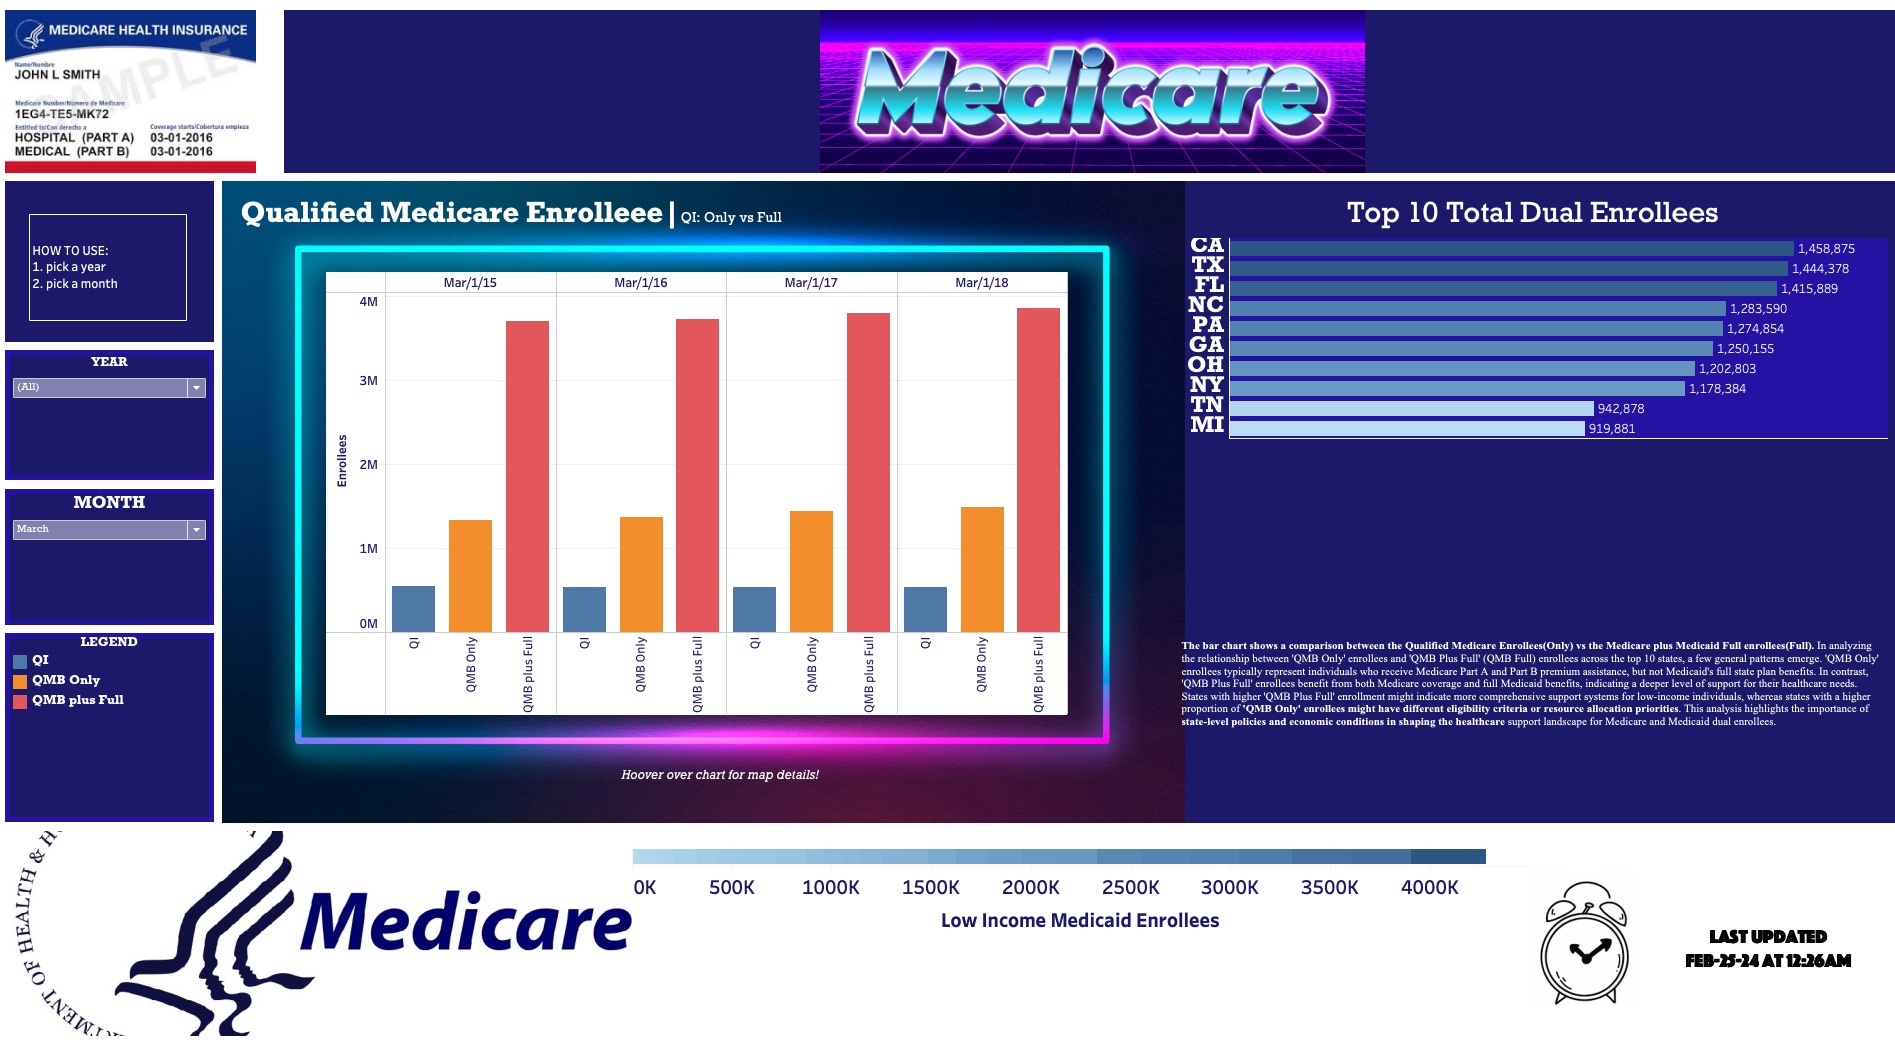 MEDICARE HEALTH INSURANCE
SAMPLE
Name/Nombre
JOHN L SMITH
Medicare Number/Número de Medicare
1EG4-TE5-MK72
Entitled to/Con derecho a Coverage starts/Cobertura empieza
HOSPITAL (PART A) 03-01-2016
MEDICAL (PART B) 03-01-2016
Medicare
HOW TO USE:
1. pick a year
2. pick a month
YEAR
(All)
MONTH
March
LEGEND
QI
QMB Only
QMB plus Full
Qualified Medicare Enrolleee | QI: Only vs Full
Mar/1/15 Mar/1/16 Mar/1/17 Mar/1/18
4M
3M
2M
1M
0M
Enrollees
QI QMB Only QMB plus Full QI QMB Only QMB plus Full QI QMB Only QMB plus Full QI QMB Only QMB plus Full
Hoover over chart for map details!
Top 10 Total Dual Enrollees
CA 1,458,875
TX 1,444,378
FL 1,415,889
NC 1,283,590
PA 1,274,854
GA 1,250,155
OH 1,202,803
NY 1,178,384
TN 942,878
MI 919,881
The bar chart shows a comparison between the Qualified Medicare Enrollees(Only) vs the Medicare plus Medicaid Full enrollees(Full). In analyzing
the relationship between 'QMB Only' enrollees and 'QMB Plus Full' (QMB Full) enrollees across the top 10 states, a few general patterns emerge. 'QMB Only'
enrollees typically represent individuals who receive Medicare Part A and Part B premium assistance, but not Medicaid's full state plan benefits. In contrast,
'QMB Plus Full' enrollees benefit from both Medicare coverage and full Medicaid benefits, indicating a deeper level of support for their healthcare needs.
States with higher 'QMB Plus Full' enrollment might indicate more comprehensive support systems for low-income individuals, whereas states with a higher
proportion of 'QMB Only' enrollees might have different eligibility criteria or resource allocation priorities. This analysis highlights the importance of
state-level policies and economic conditions in shaping the healthcare support landscape for Medicare and Medicaid dual enrollees.
OF HEALTH &
Medicare
0K 500K 1000K 1500K 2000K 2500K 3000K 3500K 4000K
Low Income Medicaid Enrollees
LAST UPDATED
FEB-25-24 AT 12:26AM